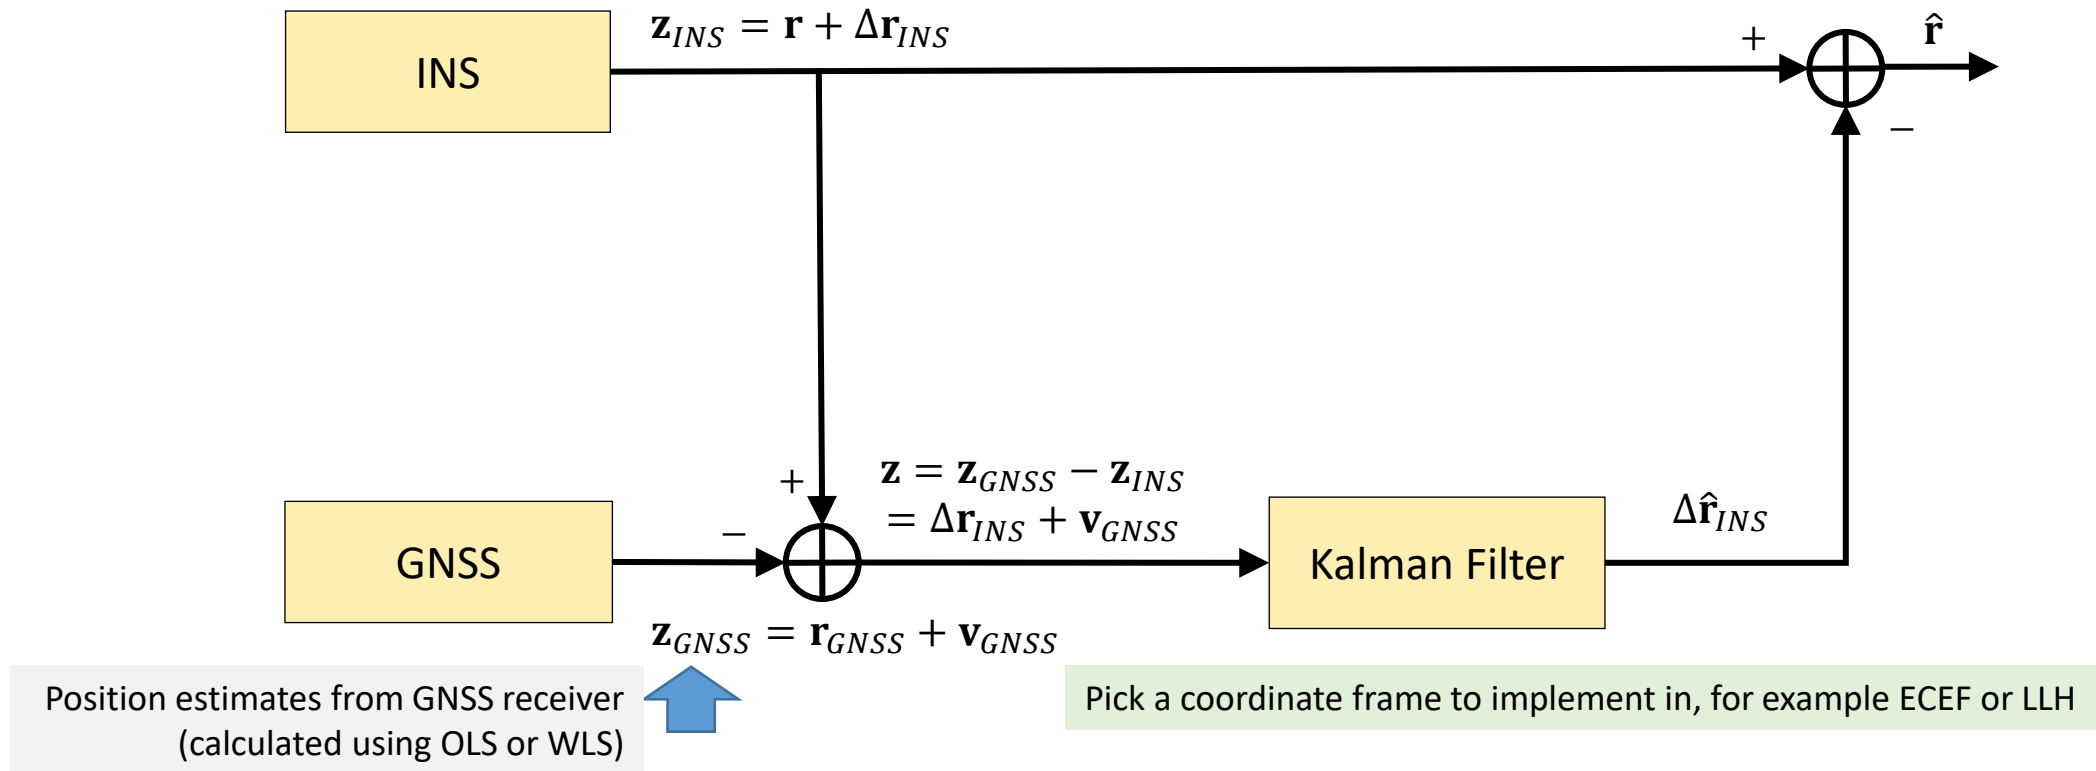 𝐳_INS = 𝐫 + Δ𝐫_INS
+
𝐫̂
INS
−
+
𝐳 = 𝐳_GNSS − 𝐳_INS
= Δ𝐫_INS + 𝐯_GNSS
Δ𝐫̂_INS
−
GNSS
Kalman Filter
𝐳_GNSS = 𝐫_GNSS + 𝐯_GNSS
Position estimates from GNSS receiver
(calculated using OLS or WLS)
Pick a coordinate frame to implement in, for example ECEF or LLH